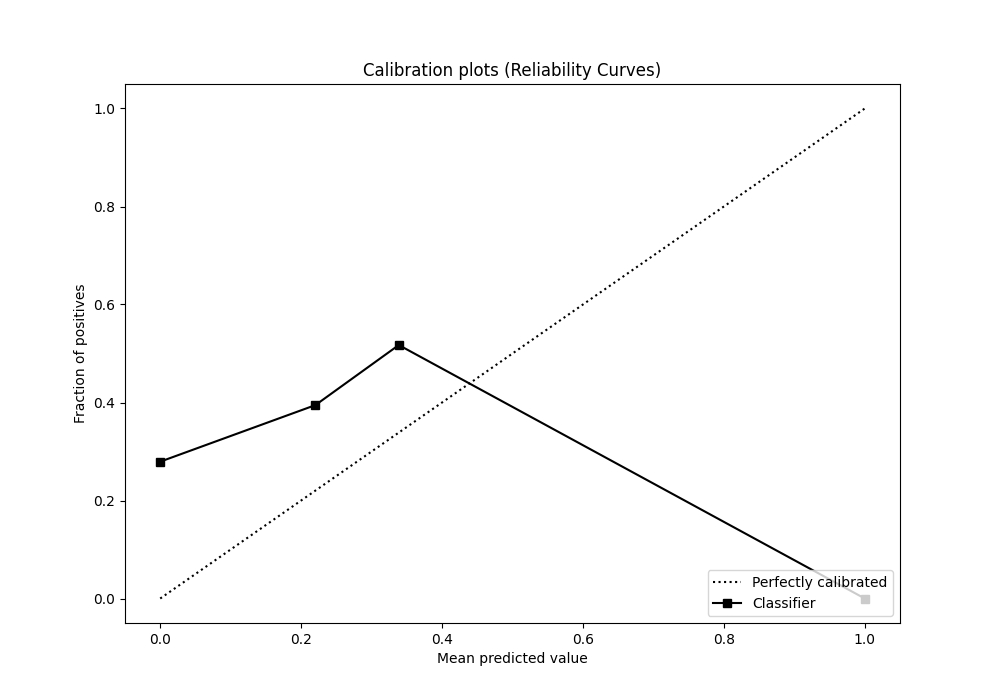 Calibration plots (Reliability Curves)
1.0
0.8
0.6
0.4
0.2
0.0
Fraction of positives
Perfectly calibrated
Classifier
0.0 0.2 0.4 0.6 0.8 1.0
Mean predicted value